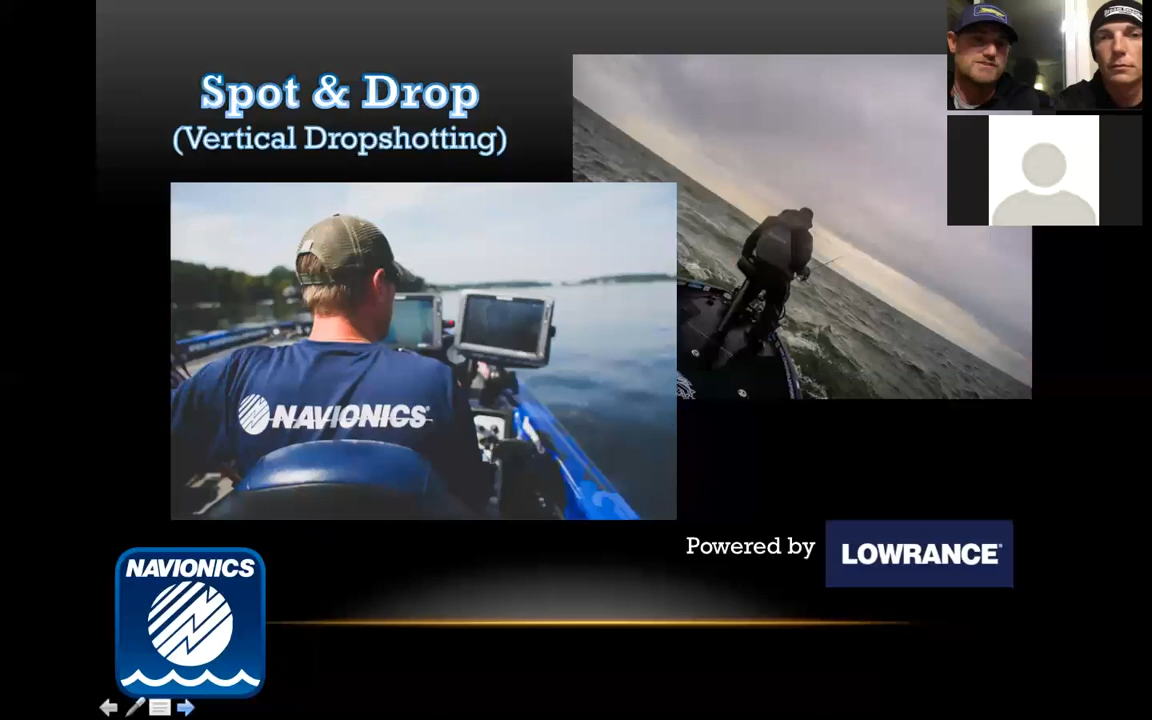 Spot & Drop
(Vertical Dropshotting)
NAVIONICS®
Powered by
LOWRANCE®
NAVIONICS